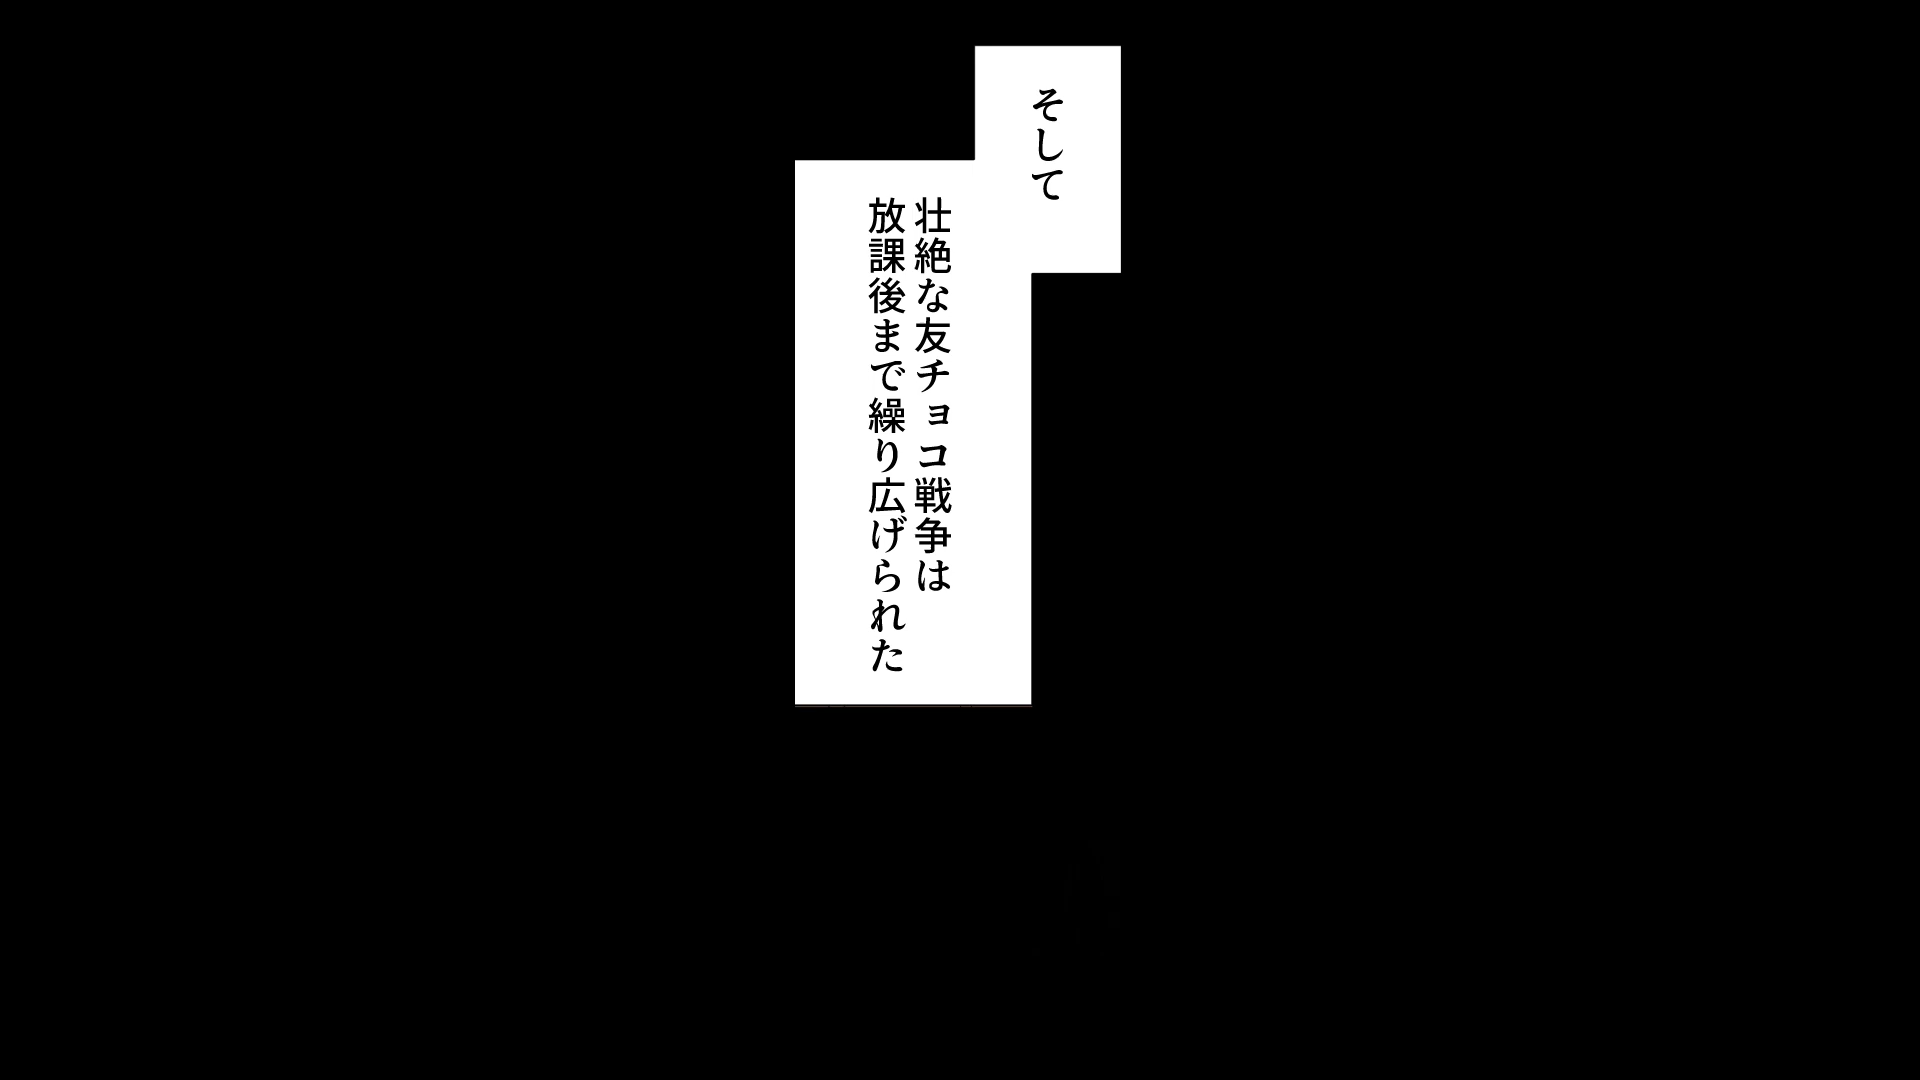 そして
壮絶な友チョコ戦争は
放課後まで繰り広げられた